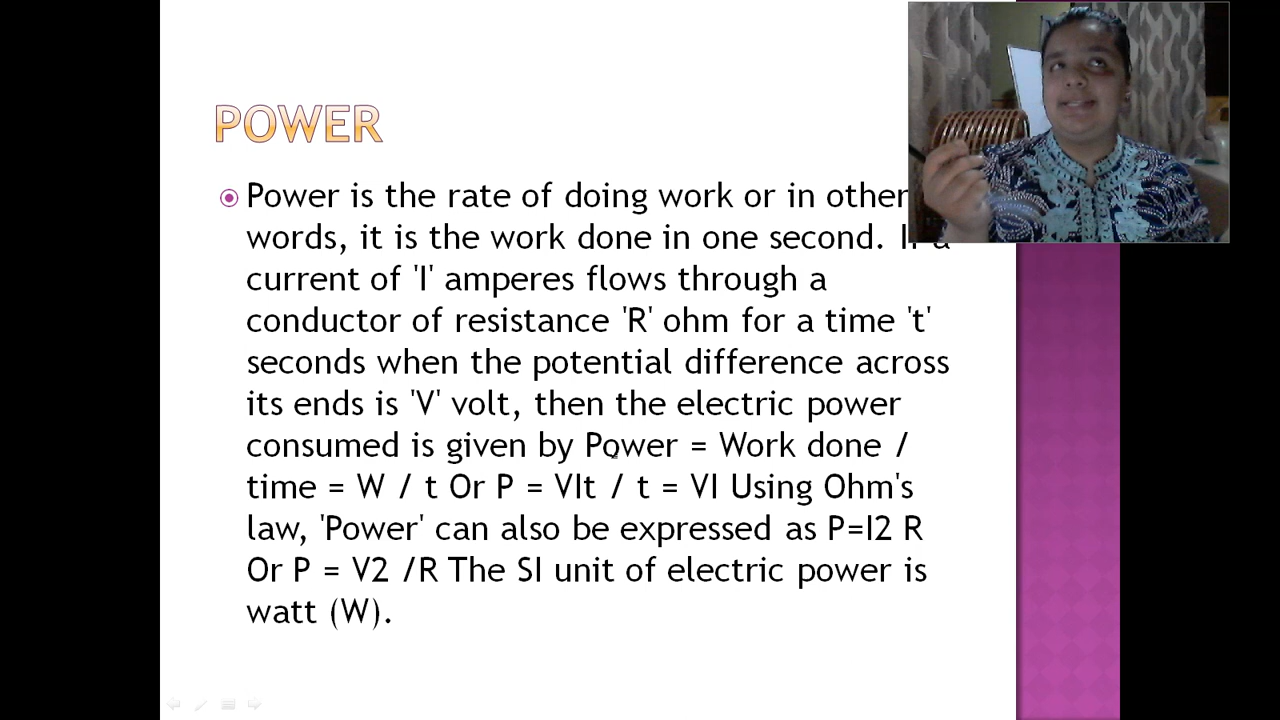 POWER
Power is the rate of doing work or in other
words, it is the work done in one second. If a
current of 'I' amperes flows through a
conductor of resistance 'R' ohm for a time 't'
seconds when the potential difference across
its ends is 'V' volt, then the electric power
consumed is given by Power = Work done /
time = W / t Or P = VIt / t = VI Using Ohm's
law, 'Power' can also be expressed as P=I2 R
Or P = V2 /R The SI unit of electric power is
watt (W).